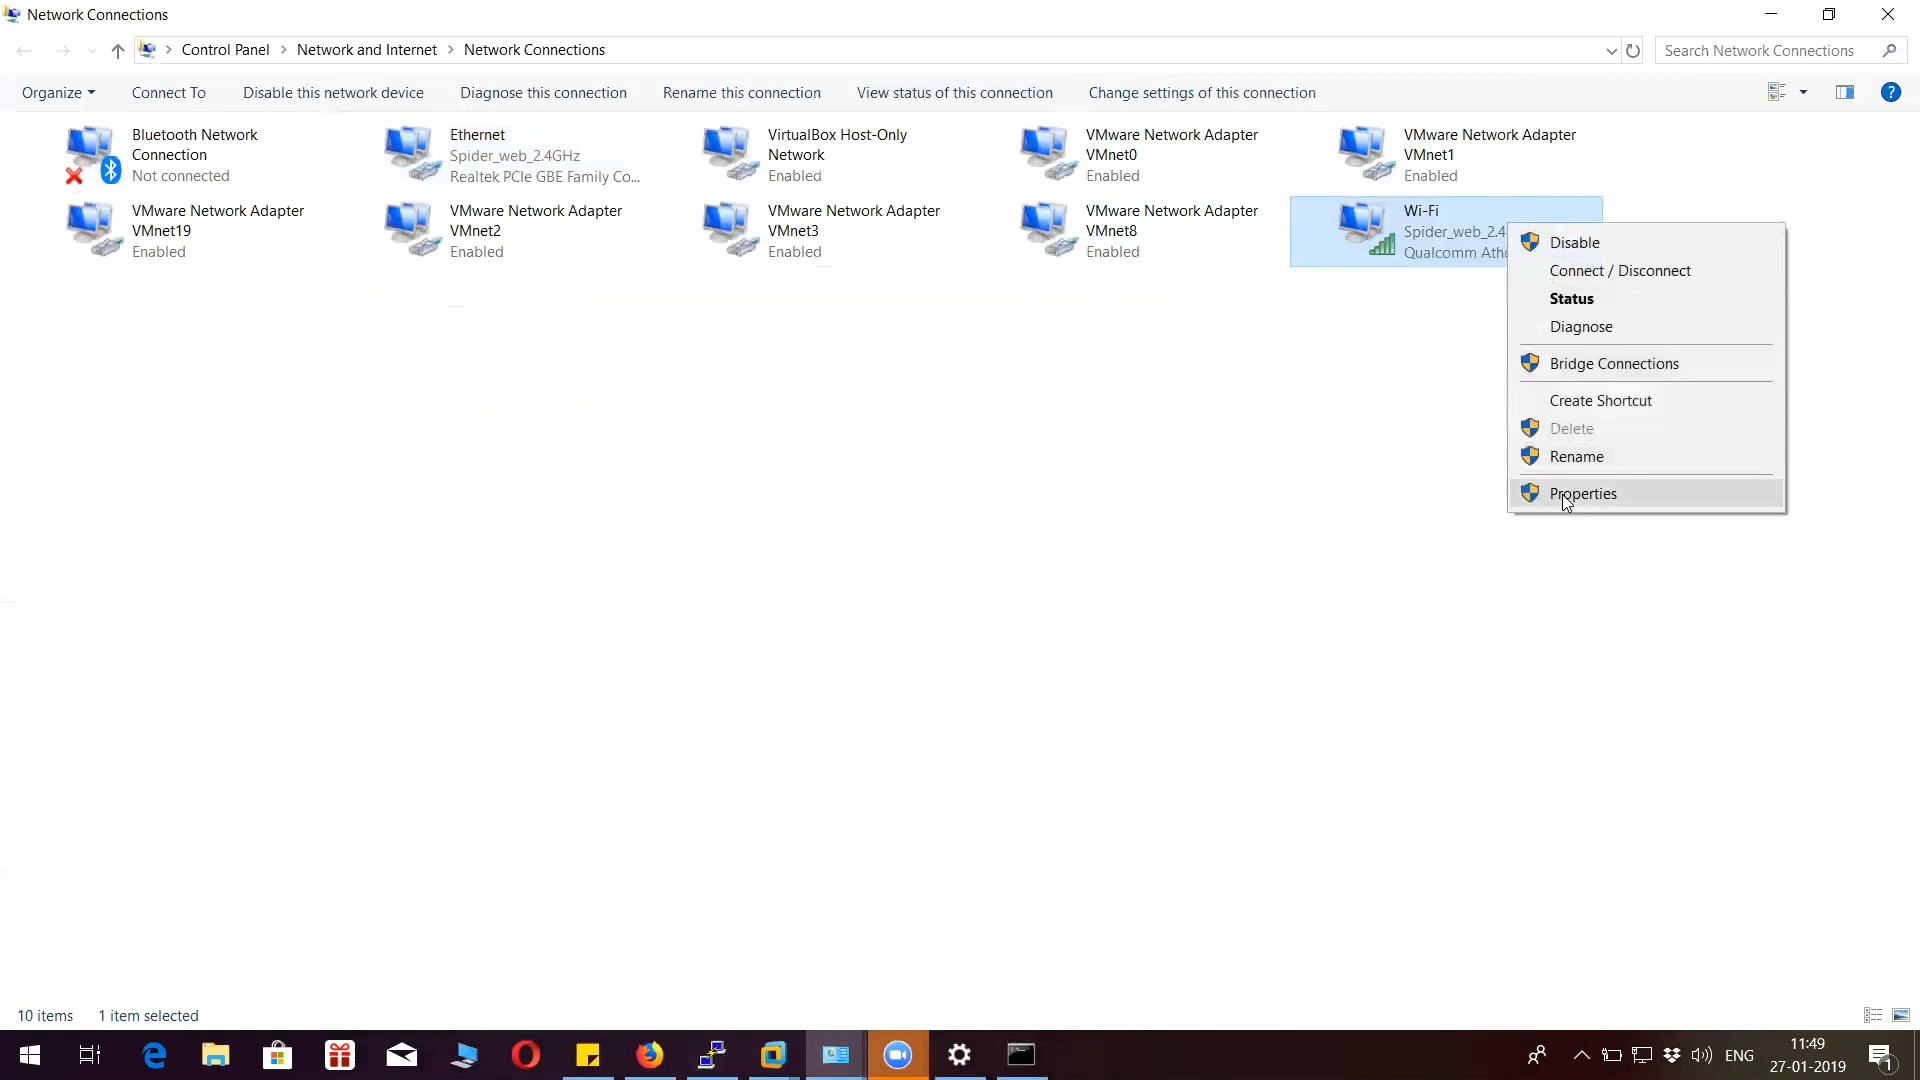 Network Connections
Control Panel > Network and Internet > Network Connections
Search Network Connections
Organize
Connect To
Disable this network device
Diagnose this connection
Rename this connection
View status of this connection
Change settings of this connection
Bluetooth Network
Connection
Not connected
Ethernet
Spider_web_2.4GHz
Realtek PCIe GBE Family Co...
VirtualBox Host-Only
Network
Enabled
VMware Network Adapter
VMnet0
Enabled
VMware Network Adapter
VMnet1
Enabled
VMware Network Adapter
VMnet19
Enabled
VMware Network Adapter
VMnet2
Enabled
VMware Network Adapter
VMnet3
Enabled
VMware Network Adapter
VMnet8
Enabled
Wi-Fi
Spider_web_2.4
Qualcomm Athe
Disable
Connect / Disconnect
Status
Diagnose
Bridge Connections
Create Shortcut
Delete
Rename
Properties
10 items
1 item selected
ENG
11:49
27-01-2019
1